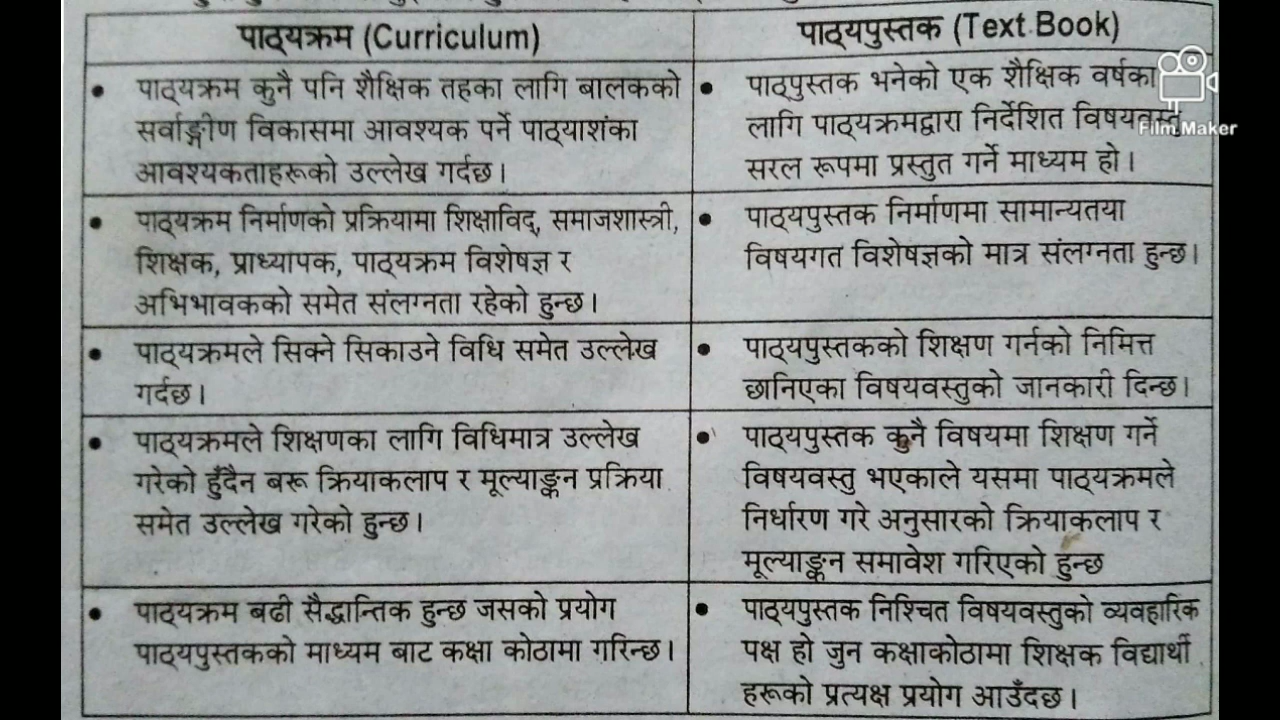 पाठ्यक्रम (Curriculum)
पाठ्यपुस्तक (Text Book)
• पाठ्यक्रम कुनै पनि शैक्षिक तहका लागि बालकको
सर्वाङ्गीण विकासमा आवश्यक पर्ने पाठ्याशंका
आवश्यकताहरूको उल्लेख गर्दछ।
• पाठ्पुस्तक भनेको एक शैक्षिक वर्षका
लागि पाठ्यक्रमद्वारा निर्देशित विषयवस्तु
सरल रूपमा प्रस्तुत गर्ने माध्यम हो।
Film Maker
• पाठ्यक्रम निर्माणको प्रक्रियामा शिक्षाविद्, समाजशास्त्री,
शिक्षक, प्राध्यापक, पाठ्यक्रम विशेषज्ञ र
अभिभावकको समेत संलग्नता रहेको हुन्छ।
• पाठ्यपुस्तक निर्माणमा सामान्यतया
विषयगत विशेषज्ञको मात्र संलग्नता हुन्छ।
• पाठ्यक्रमले सिक्ने सिकाउने विधि समेत उल्लेख
गर्दछ।
• पाठ्यपुस्तकको शिक्षण गर्नको निमित्त
छानिएका विषयवस्तुको जानकारी दिन्छ।
• पाठ्यक्रमले शिक्षणका लागि विधिमात्र उल्लेख
गरेको हुँदैन बरू क्रियाकलाप र मूल्याङ्कन प्रक्रिया
समेत उल्लेख गरेको हुन्छ।
• पाठ्यपुस्तक कुनै विषयमा शिक्षण गर्ने
विषयवस्तु भएकाले यसमा पाठ्यक्रमले
निर्धारण गरे अनुसारको क्रियाकलाप र
मूल्याङ्कन समावेश गरिएको हुन्छ
• पाठ्यक्रम बढी सैद्धान्तिक हुन्छ जसको प्रयोग
पाठ्यपुस्तकको माध्यम बाट कक्षा कोठामा गरिन्छ।
• पाठ्यपुस्तक निश्चित विषयवस्तुको व्यवहारिक
पक्ष हो जुन कक्षाकोठामा शिक्षक विद्यार्थी
हरूको प्रत्यक्ष प्रयोग आउँदछ।